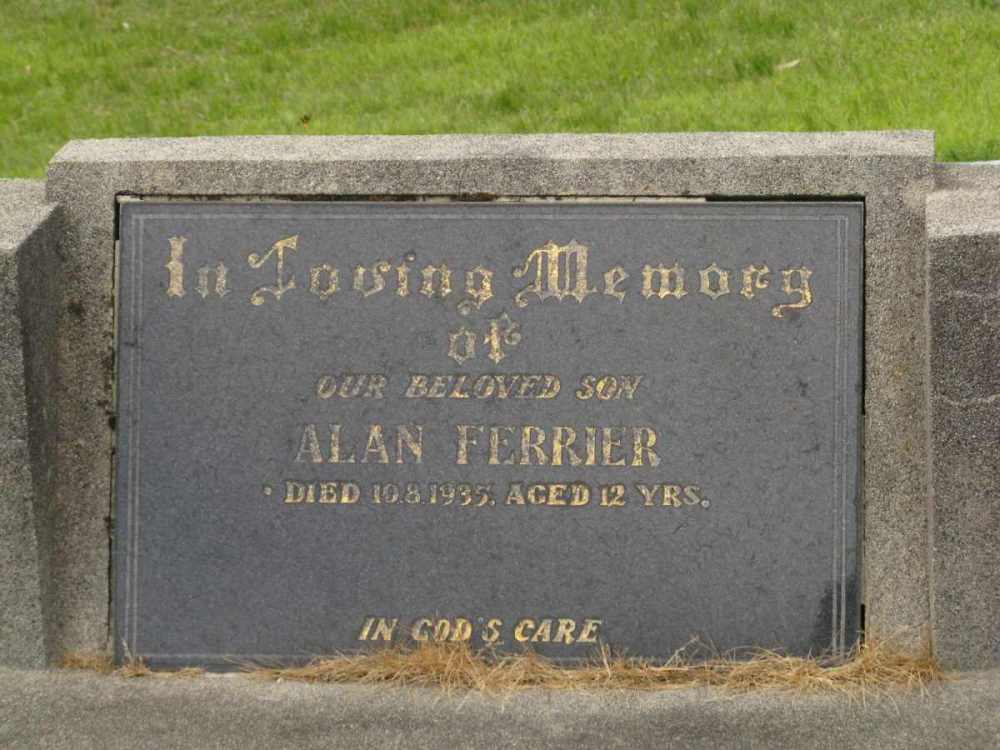 In Loving Memory
of
OUR BELOVED SON
ALAN FERRIER
DIED 10.8.1935. AGED 12 YRS.
IN GOD'S CARE